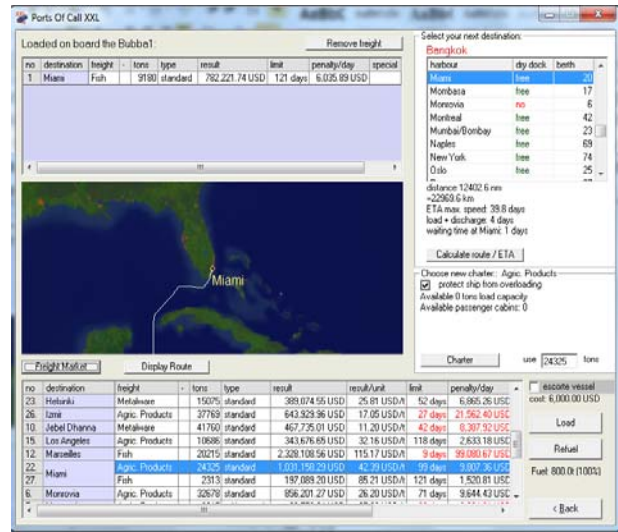 Ports Of Call XXL
Loaded on board the Bubba1:
Remove freight
no destination freight - tons type result limit penalty/day special
1 Miami Fish 9180 standard 782.221.74 USD 121 days 6,035.89 USD
Select your next destination:
Bangkok
harbour dry dock berth
Miami free 20
Mombasa free 17
Monrovia no 6
Montreal free 42
Mumbai/Bombay free 23
Naples free 69
New York free 74
Oslo free 25
distance 12402.6 nm
=22969.6 km
ETA max. speed: 39.8 days
load + discharge: 4 days
waiting time at Miami: 1 days
Calculate route / ETA
Miami
Choose new charter:: Agric. Products
protect ship from overloading
Available 0 tons load capacity
Available passenger cabins: 0
Charter use 24325 tons
Freight Market
Display Route
no destination freight - tons type result result/unit limit penalty/day
23. Helsinki Metalware 15075 standard 389,074.55 USD 25.81 USD/t 52 days 6,865.26 USD
26. Izmir Agric. Products 37769 standard 643.929.96 USD 17.05 USD/t 27 days 21,562.40 USD
10. Jebel Dhanna Metalware 41760 standard 467,735.01 USD 11.20 USD/t 42 days 8,387.92 USD
15. Los Angeles Agric. Products 10686 standard 343,676.65 USD 32.16 USD/t 118 days 2,633.18 USD
12. Marseilles Fish 20215 standard 2.328.108.56 USD 115.17 USD/t 9 days 99.080.67 USD
22. Miami Agric. Products 24325 standard 1,031,158.29 USD 42.39 USD/t 99 days 9,807.36 USD
27. Fish 2313 standard 197,089.20 USD 85.21 USD/t 121 days 1,520.81 USD
6. Monrovia Agric. Products 32678 standard 856,201.27 USD 26.20 USD/t 71 days 9,644.43 USD
escorte vessel
cost: 6,000.00 USD
Load
Refuel
Fuel: 800.0t (100%)
< Back